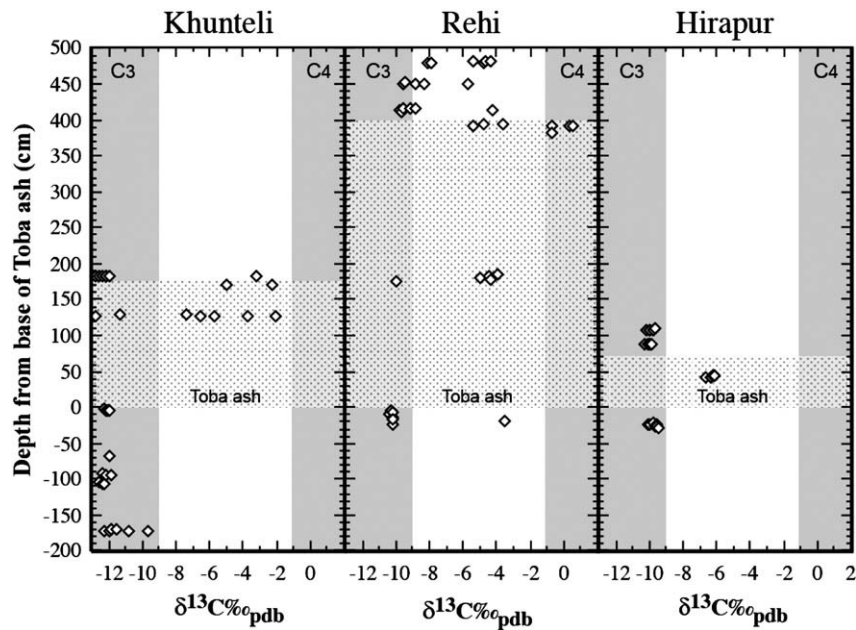 Khunteli Rehi Hirapur
500
450
400
350
300
250
200
150
100
50
0
-50
-100
-150
-200
Depth from base of Toba ash (cm)
C3 C4 C3 C4 C3 C4
Toba ash Toba ash Toba ash
-12 -10 -8 -6 -4 -2 0 -12 -10 -8 -6 -4 -2 0 -12 -10 -8 -6 -4 -2 0 2
δ¹³C‰pdb δ¹³C‰pdb δ¹³C‰pdb